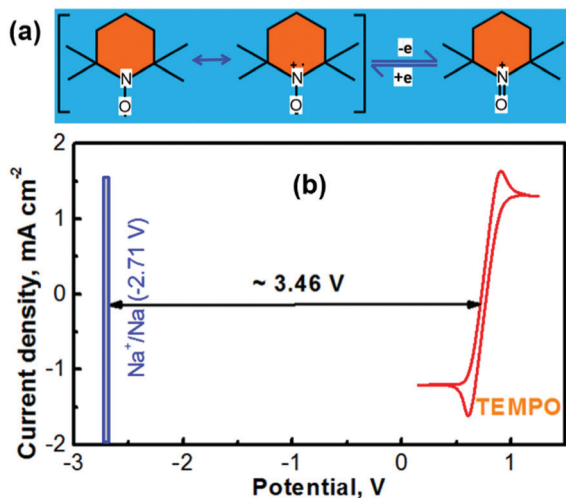 (a)
N
O
N
+·
O
-e
+e
N
+
O
2
1
0
-1
-2
Current density, mA cm-2
(b)
Na+/Na (-2.71 V)
~ 3.46 V
TEMPO
-3 -2 -1 0 1
Potential, V